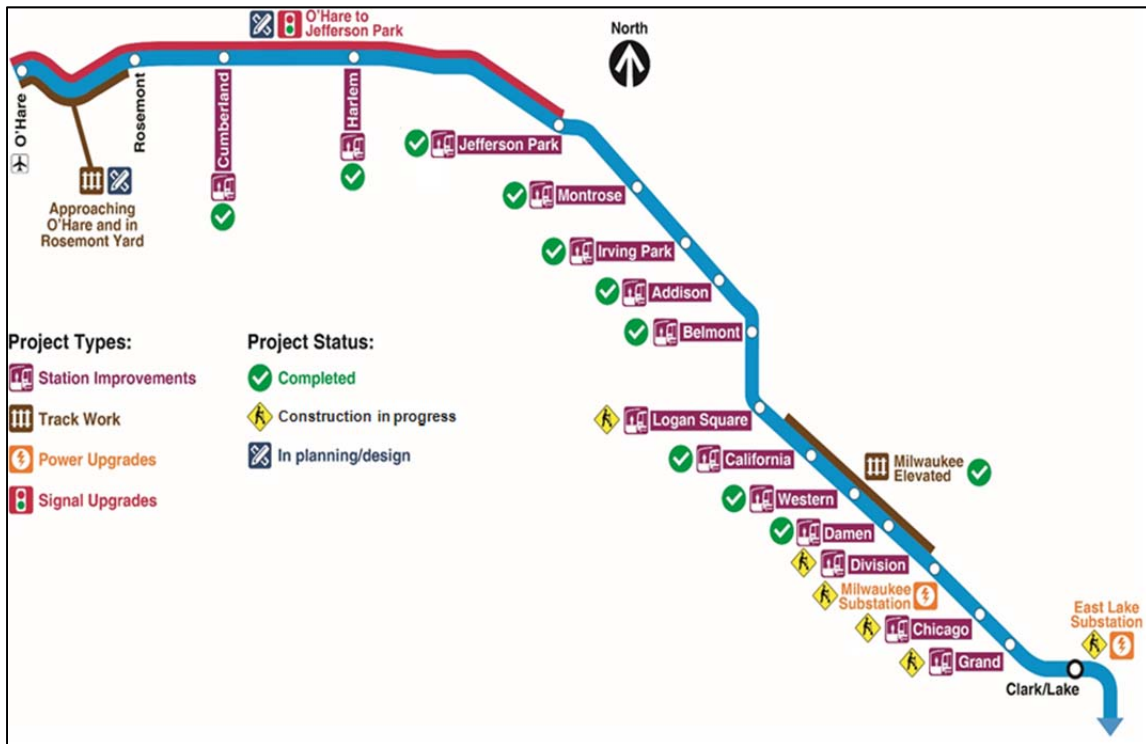 O'Hare to
Jefferson Park
North
O'Hare
Rosemont
Cumberland
Harlem
Jefferson Park
Approaching
O'Hare and in
Rosemont Yard
Montrose
Irving Park
Addison
Belmont
Project Types:
Station Improvements
Track Work
Power Upgrades
Signal Upgrades
Project Status:
Completed
Construction in progress
In planning/design
Logan Square
California
Milwaukee
Elevated
Western
Damen
Division
Milwaukee
Substation
Chicago
Grand
East Lake
Substation
Clark/Lake